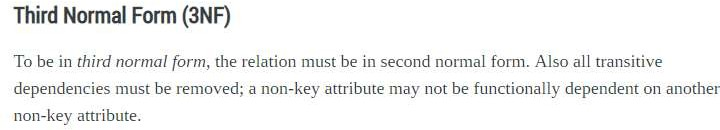 Third Normal Form (3NF)
To be in third normal form, the relation must be in second normal form. Also all transitive
dependencies must be removed; a non-key attribute may not be functionally dependent on another
non-key attribute.